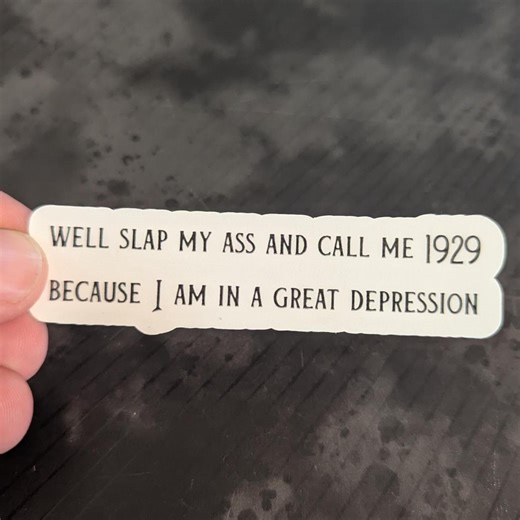 WELL SLAP MY ASS AND CALL ME 1929
BECAUSE I AM IN A GREAT DEPRESSION